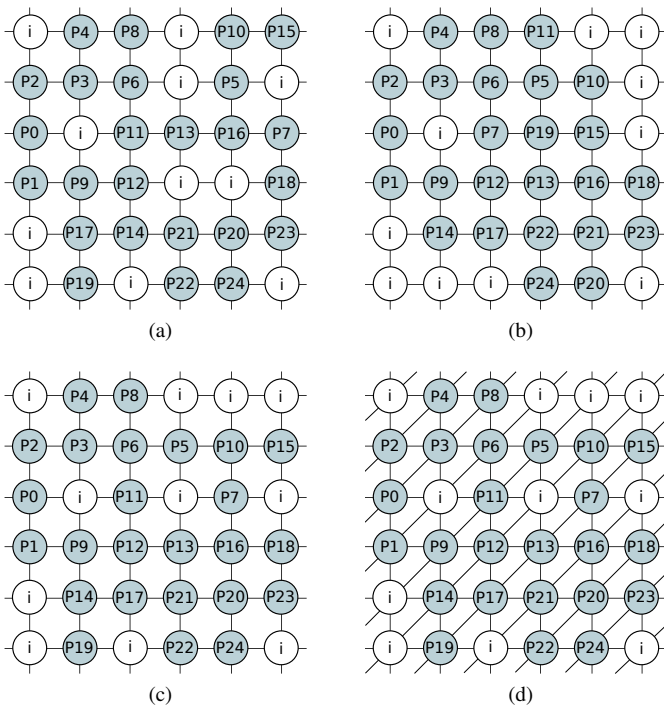 i P4 P8 i P10 P15 i P4 P8 P11 i i
P2 P3 P6 i P5 i P2 P3 P6 P5 P10 i
P0 i P11 P13 P16 P7 P0 i P7 P19 P15 i
P1 P9 P12 i i P18 P1 P9 P12 P13 P16 P18
i P17 P14 P21 P20 P23 i P14 P17 P22 P21 P23
i P19 i P22 P24 i i i i P24 P20 i
(a) (b)
i P4 P8 i i i i P4 P8 i i i
P2 P3 P6 P5 P10 P15 P2 P3 P6 P5 P10 P15
P0 i P11 i P7 i P0 i P11 i P7 i
P1 P9 P12 P13 P16 P18 P1 P9 P12 P13 P16 P18
i P14 P17 P21 P20 P23 i P14 P17 P21 P20 P23
i P19 i P22 P24 i i P19 i P22 P24 i
(c) (d)